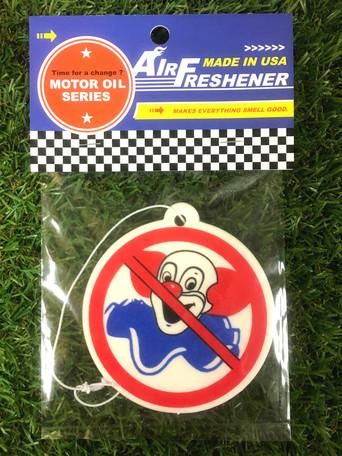 Time for a change ?
MOTOR OIL
SERIES
>>>>>>
MADE IN USA
AIR FRESHENER
MAKES EVERYTHING SMELL GOOD.